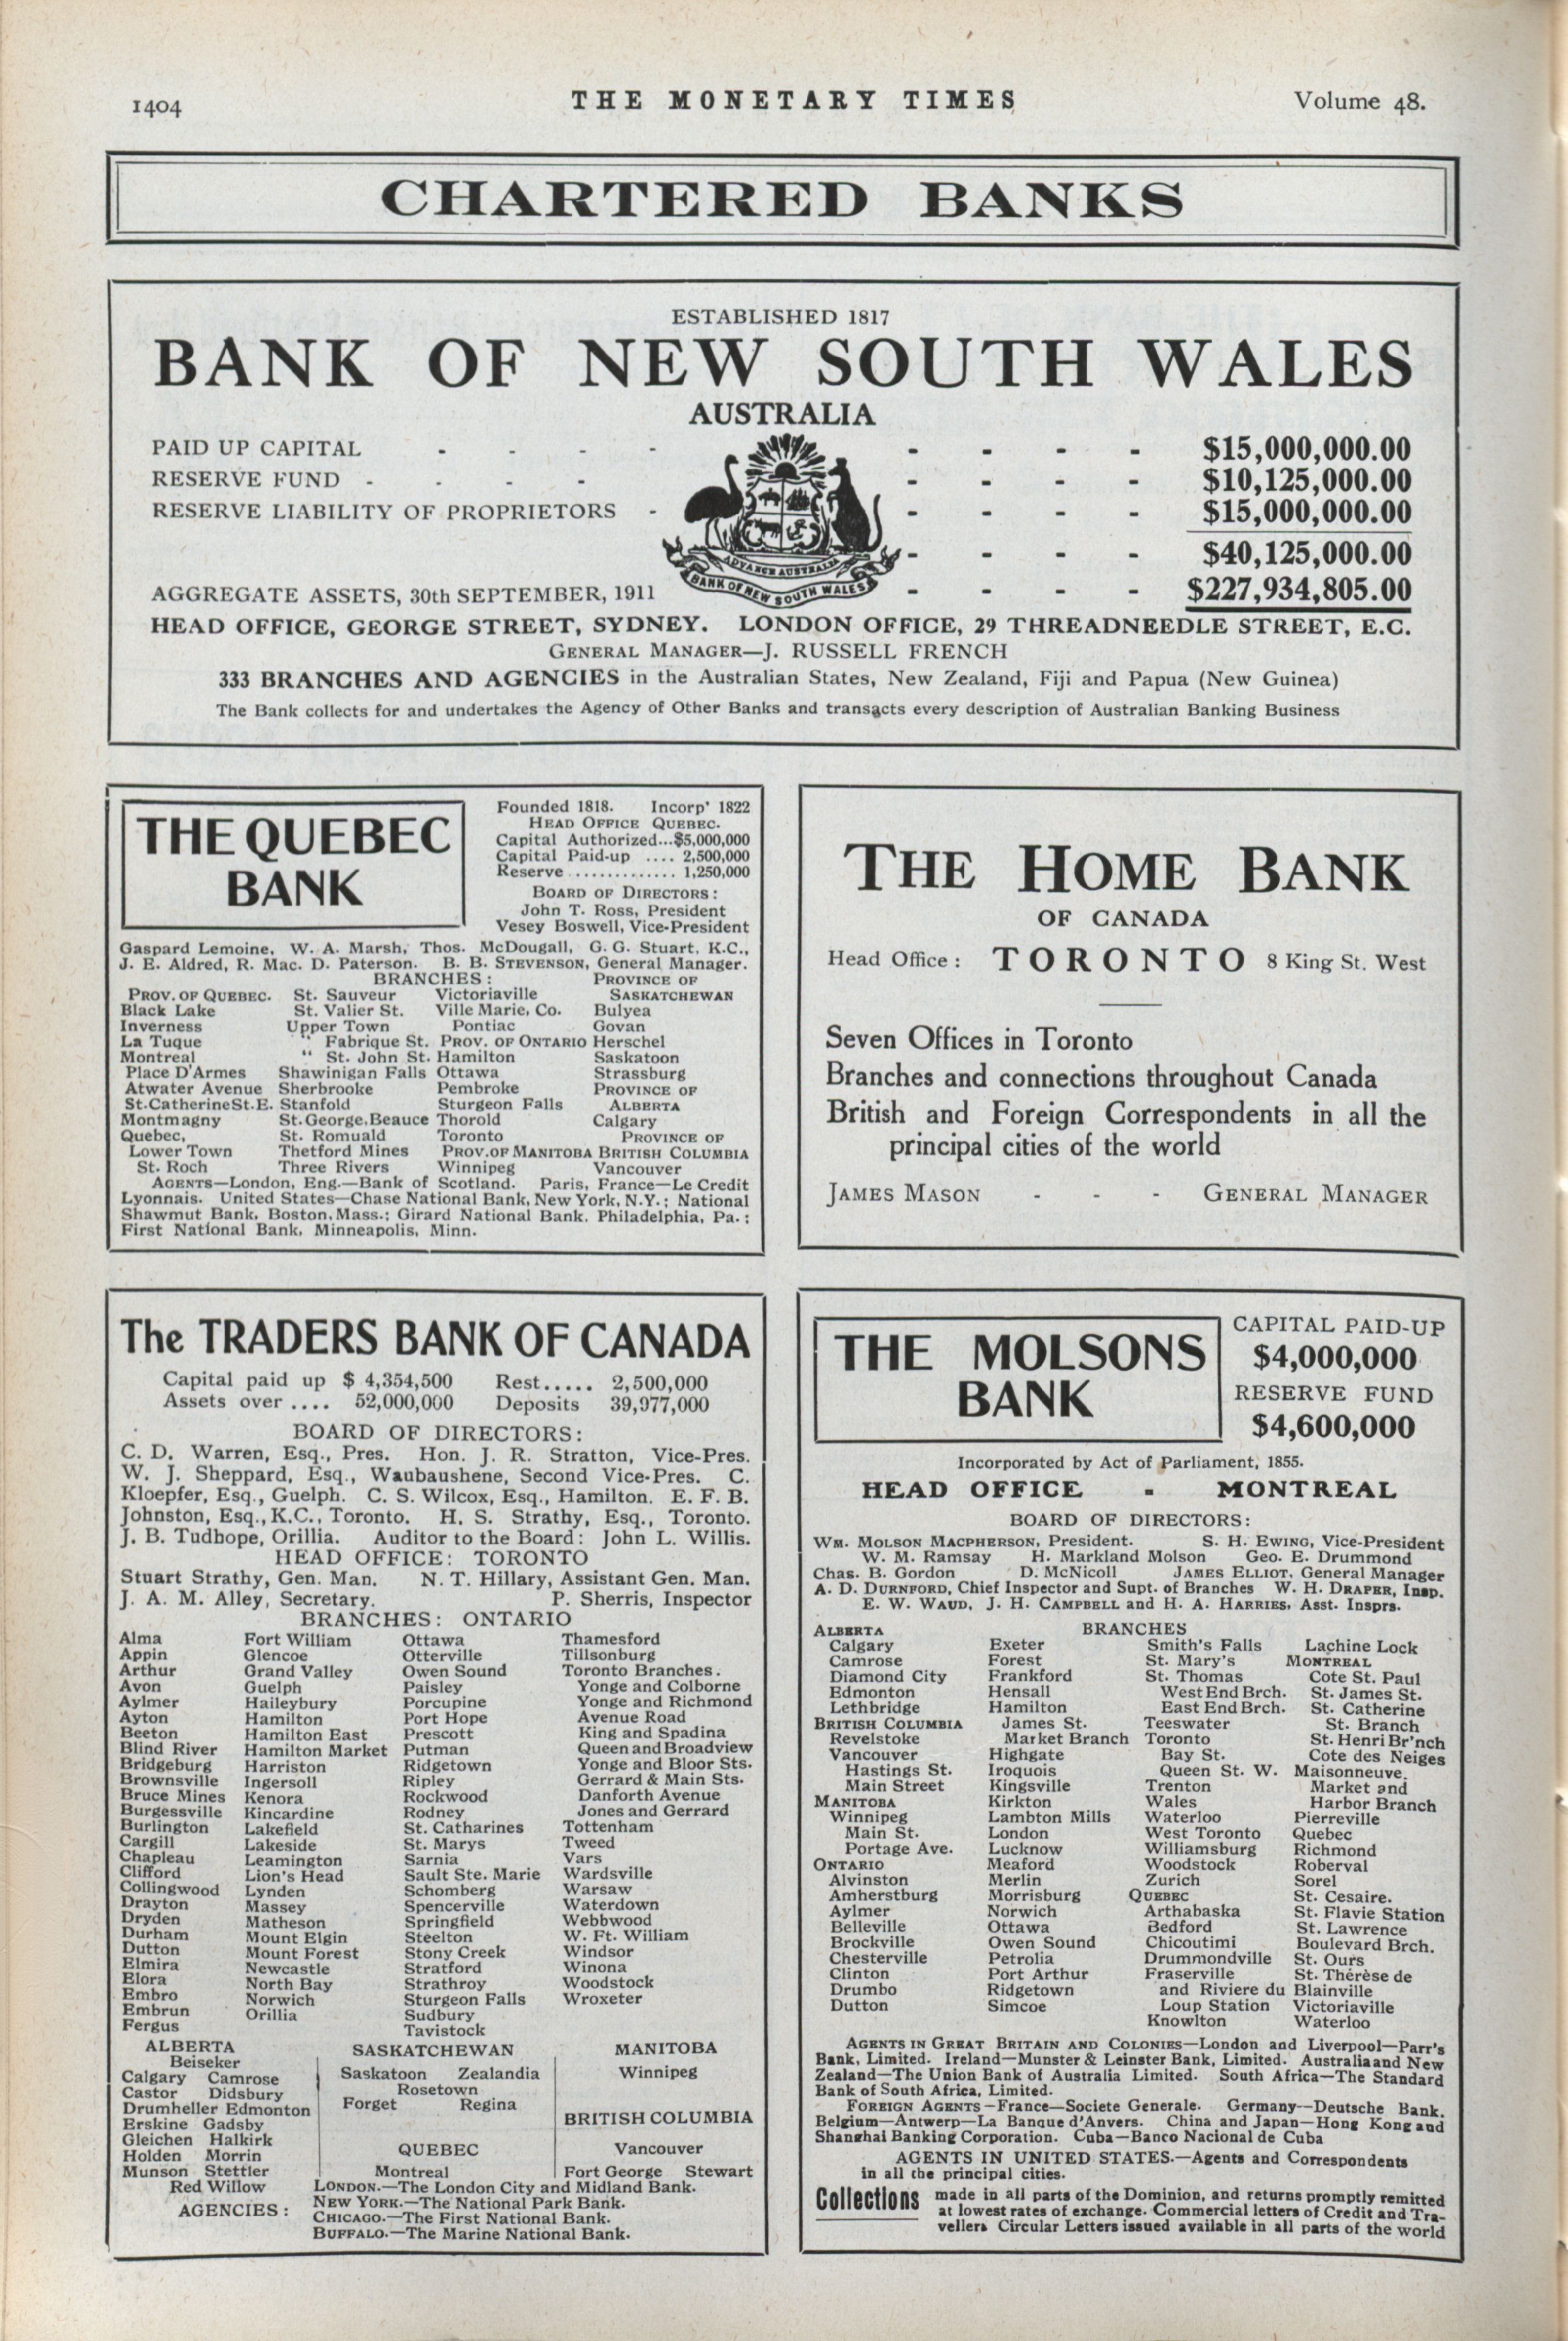 1404
THE MONETARY TIMES
Volume 48.
CHARTERED BANKS
ESTABLISHED 1817
BANK OF NEW SOUTH WALES
AUSTRALIA
PAID UP CAPITAL - - - - - - - - $15,000,000.00
RESERVE FUND - - - - - - - - $10,125,000.00
RESERVE LIABILITY OF PROPRIETORS - - - - - $15,000,000.00
- - - - $40,125,000.00
AGGREGATE ASSETS, 30th SEPTEMBER, 1911 - - - - $227,934,805.00
ADVANCE AUSTRALIA
BANK OF NEW SOUTH WALES
HEAD OFFICE, GEORGE STREET, SYDNEY. LONDON OFFICE, 29 THREADNEEDLE STREET, E.C.
GENERAL MANAGER—J. RUSSELL FRENCH
333 BRANCHES AND AGENCIES in the Australian States, New Zealand, Fiji and Papua (New Guinea)
The Bank collects for and undertakes the Agency of Other Banks and transacts every description of Australian Banking Business
THE QUEBEC
BANK
Founded 1818. Incorp' 1822
HEAD OFFICE QUEBEC.
Capital Authorized...$5,000,000
Capital Paid-up .... 2,500,000
Reserve .............. 1,250,000
BOARD OF DIRECTORS:
John T. Ross, President
Vesey Boswell, Vice-President
Gaspard Lemoine, W. A. Marsh, Thos. McDougall, G. G. Stuart, K.C.,
J. E. Aldred, R. Mac. D. Paterson. B. B. STEVENSON, General Manager.
BRANCHES:
PROV. OF QUEBEC.
Black Lake
Inverness
La Tuque
Montreal
Place D'Armes
Atwater Avenue
St.Catherine St.E.
Montmagny
Quebec,
Lower Town
St. Roch
St. Sauveur
St. Valier St.
Upper Town
" Fabrique St.
" St. John St.
Shawinigan Falls
Sherbrooke
Stanfold
St.George,Beauce
St. Romuald
Thetford Mines
Three Rivers
Victoriaville
Ville Marie, Co.
Pontiac
PROV. OF ONTARIO
Hamilton
Ottawa
Pembroke
Sturgeon Falls
Thorold
Toronto
PROV.OF MANITOBA
Winnipeg
PROVINCE OF
SASKATCHEWAN
Bulyea
Govan
Herschel
Saskatoon
Strassburg
PROVINCE OF
ALBERTA
Calgary
PROVINCE OF
BRITISH COLUMBIA
Vancouver
AGENTS—London, Eng.—Bank of Scotland. Paris, France—Le Credit
Lyonnais. United States—Chase National Bank, New York, N.Y.; National
Shawmut Bank, Boston, Mass.; Girard National Bank, Philadelphia, Pa.;
First National Bank, Minneapolis, Minn.
THE HOME BANK
OF CANADA
Head Office: TORONTO 8 King St. West
Seven Offices in Toronto
Branches and connections throughout Canada
British and Foreign Correspondents in all the
principal cities of the world
JAMES MASON - - - GENERAL MANAGER
The TRADERS BANK OF CANADA
Capital paid up $ 4,354,500 Rest..... 2,500,000
Assets over .... 52,000,000 Deposits 39,977,000
BOARD OF DIRECTORS:
C. D. Warren, Esq., Pres. Hon. J. R. Stratton, Vice-Pres.
W. J. Sheppard, Esq., Waubaushene, Second Vice-Pres. C.
Kloepfer, Esq., Guelph. C. S. Wilcox, Esq., Hamilton. E. F. B.
Johnston, Esq., K.C., Toronto. H. S. Strathy, Esq., Toronto.
J. B. Tudhope, Orillia. Auditor to the Board: John L. Willis.
HEAD OFFICE: TORONTO
Stuart Strathy, Gen. Man. N. T. Hillary, Assistant Gen. Man.
J. A. M. Alley, Secretary. P. Sherris, Inspector
BRANCHES: ONTARIO
Alma
Appin
Arthur
Avon
Aylmer
Ayton
Beeton
Blind River
Bridgeburg
Brownsville
Bruce Mines
Burgessville
Burlington
Cargill
Chapleau
Clifford
Collingwood
Drayton
Dryden
Durham
Dutton
Elmira
Elora
Embro
Embrun
Fergus
Fort William
Glencoe
Grand Valley
Guelph
Haileybury
Hamilton
Hamilton East
Hamilton Market
Harriston
Ingersoll
Kenora
Kincardine
Lakefield
Lakeside
Leamington
Lion's Head
Lynden
Massey
Matheson
Mount Elgin
Mount Forest
Newcastle
North Bay
Norwich
Orillia
Ottawa
Otterville
Owen Sound
Paisley
Porcupine
Port Hope
Prescott
Putman
Ridgetown
Ripley
Rockwood
Rodney
St. Catharines
St. Marys
Sarnia
Sault Ste. Marie
Schomberg
Spencerville
Springfield
Steelton
Stony Creek
Stratford
Strathroy
Sturgeon Falls
Sudbury
Tavistock
Thamesford
Tillsonburg
Toronto Branches.
Yonge and Colborne
Yonge and Richmond
Avenue Road
King and Spadina
Queen and Broadview
Yonge and Bloor Sts.
Gerrard & Main Sts.
Danforth Avenue
Jones and Gerrard
Tottenham
Tweed
Vars
Wardsville
Warsaw
Waterdown
Webbwood
W. Ft. William
Windsor
Winona
Woodstock
Wroxeter
ALBERTA
Beiseker
Calgary Camrose
Castor Didsbury
Drumheller Edmonton
Erskine Gadsby
Gleichen Halkirk
Holden Morrin
Munson Stettler
Red Willow
SASKATCHEWAN
Saskatoon Zealandia
Rosetown
Forget Regina
QUEBEC
Montreal
MANITOBA
Winnipeg
BRITISH COLUMBIA
Vancouver
Fort George Stewart
AGENCIES:
LONDON.—The London City and Midland Bank.
NEW YORK.—The National Park Bank.
CHICAGO.—The First National Bank.
BUFFALO.—The Marine National Bank.
THE MOLSONS
BANK
CAPITAL PAID-UP
$4,000,000
RESERVE FUND
$4,600,000
Incorporated by Act of Parliament, 1855.
HEAD OFFICE - MONTREAL
BOARD OF DIRECTORS:
WM. MOLSON MACPHERSON, President. S. H. EWING, Vice-President
W. M. Ramsay H. Markland Molson Geo. E. Drummond
Chas. B. Gordon D. McNicoll JAMES ELLIOT, General Manager
A. D. DURNFORD, Chief Inspector and Supt. of Branches W. H. DRAPER, Insp.
E. W. WAUD, J. H. CAMPBELL and H. A. HARRIES, Asst. Insprs.
BRANCHES
ALBERTA
Calgary
Camrose
Diamond City
Edmonton
Lethbridge
BRITISH COLUMBIA
Revelstoke
Vancouver
Hastings St.
Main Street
MANITOBA
Winnipeg
Main St.
Portage Ave.
ONTARIO
Alvinston
Amherstburg
Aylmer
Belleville
Brockville
Chesterville
Clinton
Drumbo
Dutton
Exeter
Forest
Frankford
Hensall
Hamilton
James St.
Market Branch
Highgate
Iroquois
Kingsville
Kirkton
Lambton Mills
London
Lucknow
Meaford
Merlin
Morrisburg
Norwich
Ottawa
Owen Sound
Petrolia
Port Arthur
Ridgetown
Simcoe
Smith's Falls
St. Mary's
St. Thomas
West End Brch.
East End Brch.
Teeswater
Toronto
Bay St.
Queen St. W.
Trenton
Wales
Waterloo
West Toronto
Williamsburg
Woodstock
Zurich
QUEBEC
Arthabaska
Bedford
Chicoutimi
Drummondville
Fraserville
and Riviere du
Loup Station
Knowlton
Lachine Lock
MONTREAL
Cote St. Paul
St. James St.
St. Catherine
St. Branch
St. Henri Br'nch
Cote des Neiges
Maisonneuve.
Market and
Harbor Branch
Pierreville
Quebec
Richmond
Roberval
Sorel
St. Cesaire.
St. Flavie Station
St. Lawrence
Boulevard Brch.
St. Ours
St. Thérèse de
Blainville
Victoriaville
Waterloo
AGENTS IN GREAT BRITAIN AND COLONIES—London and Liverpool—Parr's
Bank, Limited. Ireland—Munster & Leinster Bank, Limited. Australia and New
Zealand—The Union Bank of Australia Limited. South Africa—The Standard
Bank of South Africa, Limited.
FOREIGN AGENTS—France—Societe Generale. Germany--Deutsche Bank.
Belgium—Antwerp—La Banque d'Anvers. China and Japan—Hong Kong and
Shanghai Banking Corporation. Cuba—Banco Nacional de Cuba
AGENTS IN UNITED STATES.—Agents and Correspondents
in all the principal cities.
Collections made in all parts of the Dominion, and returns promptly remitted
at lowest rates of exchange. Commercial letters of Credit and Tra-
vellers Circular Letters issued available in all parts of the world